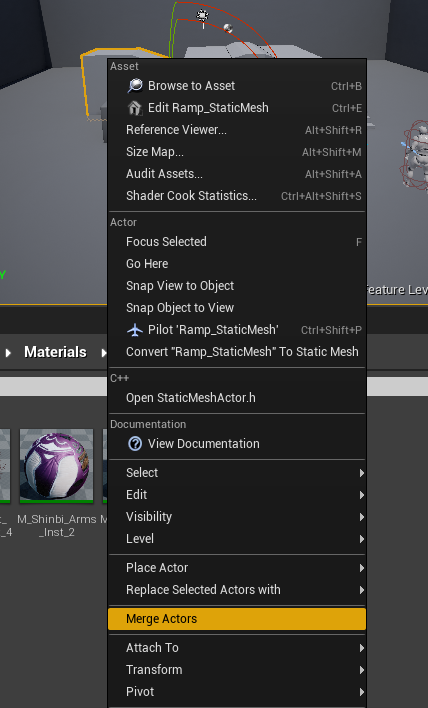 Asset
Browse to Asset Ctrl+B
Edit Ramp_StaticMesh Ctrl+E
Reference Viewer... Alt+Shift+R
Size Map... Alt+Shift+M
Audit Assets... Alt+Shift+A
Shader Cook Statistics... Ctrl+Alt+Shift+S
Actor
Focus Selected F
Go Here
Snap View to Object
Y
Feature Lev
Snap Object to View
Pilot 'Ramp_StaticMesh' Ctrl+Shift+P
Materials
Convert "Ramp_StaticMesh" To Static Mesh
C++
Open StaticMeshActor.h
Documentation
View Documentation
Select
Edit
Visibility
Level
_4
M_Shinbi_Arms
_Inst_2
M
Place Actor
Replace Selected Actors with
Merge Actors
Attach To
Transform
Pivot